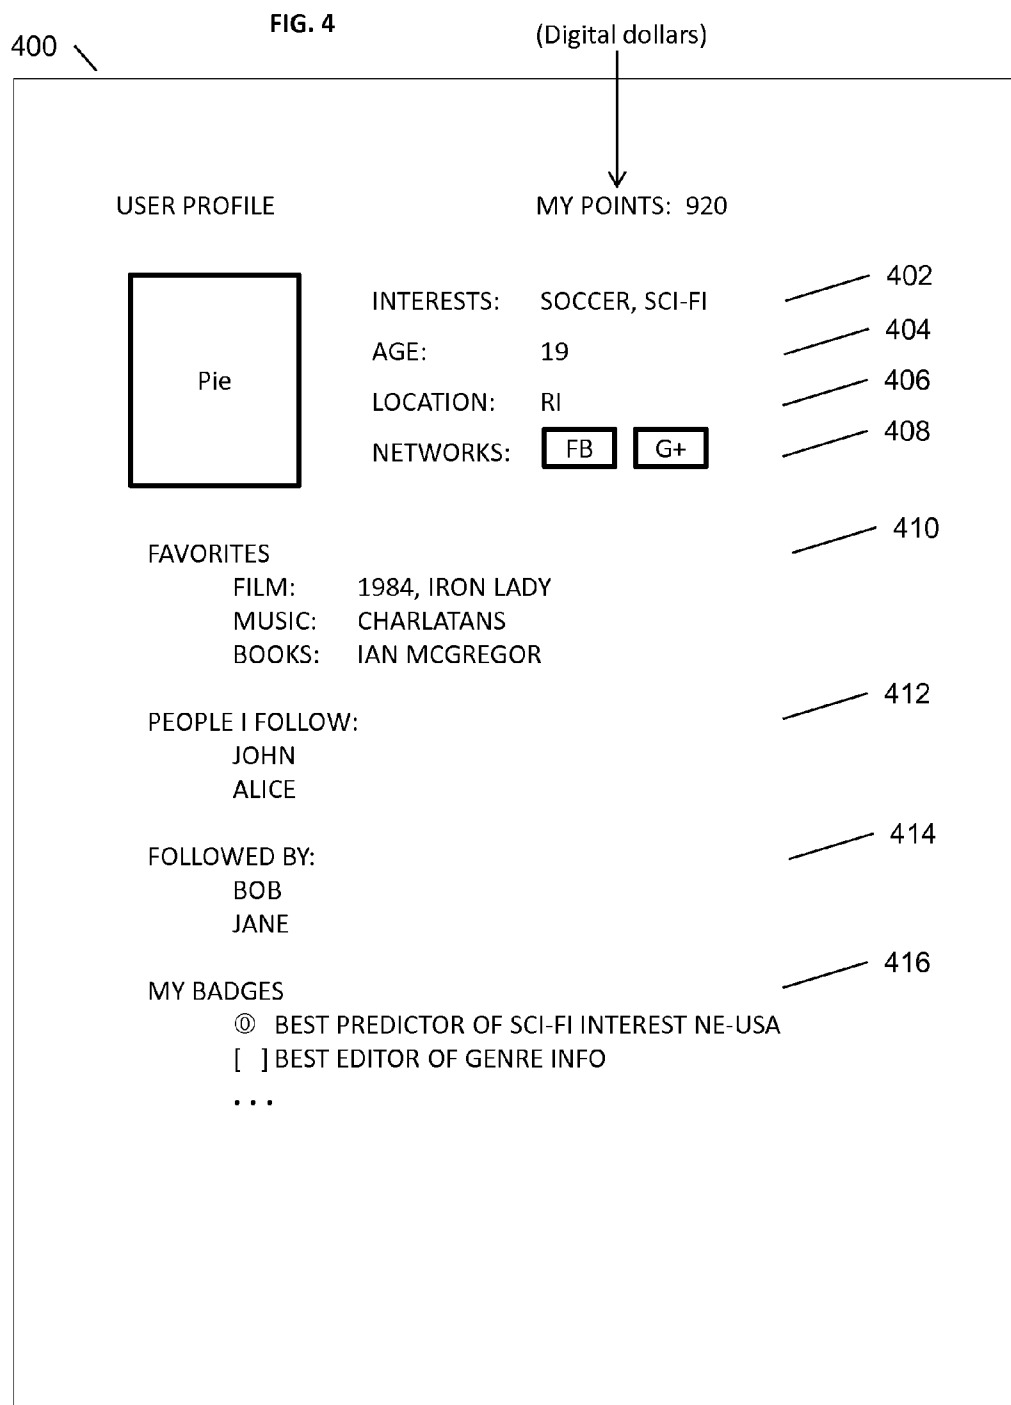 FIG. 4
(Digital dollars)
400
USER PROFILE MY POINTS: 920
402
INTERESTS: SOCCER, SCI-FI
404
AGE: 19
Pie
406
LOCATION: RI
408
NETWORKS: FB G+
410
FAVORITES
FILM: 1984, IRON LADY
MUSIC: CHARLATANS
BOOKS: IAN MCGREGOR
412
PEOPLE I FOLLOW:
JOHN
ALICE
414
FOLLOWED BY:
BOB
JANE
416
MY BADGES
⓪ BEST PREDICTOR OF SCI-FI INTEREST NE-USA
[ ] BEST EDITOR OF GENRE INFO
. . .